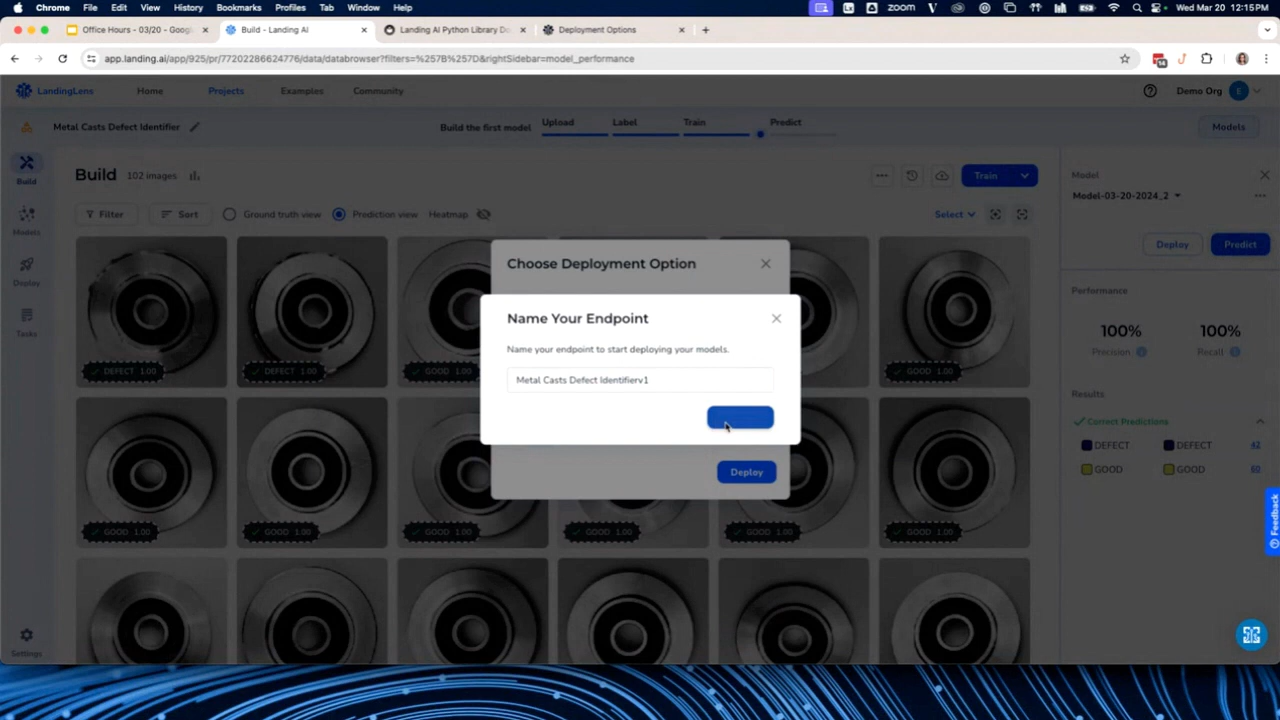 Chrome File Edit View History Bookmarks Profiles Tab Window Help zoom Wed Mar 20 12:15PM
Office Hours - 03/20 - Goog Build - Landing AI Landing AI Python Library Do Deployment Options
app.landing.ai/app/925/pr/77202286624776/data/databrowser?filters=%257B%257D&rightSidebar=model_performance
LandingLens Home Projects Examples Community Demo Org E
Metal Casts Defect Identifier Build the first model Upload Label Train Predict Models
Build
Models
Deploy
Tasks
Settings
Build 102 images Train
Filter Sort Ground truth view Prediction view Heatmap Select
DEFECT 1.00 DEFECT 1.00 GOOD 1.00 GOOD 1.00
GOOD 1.00 GOOD 1.00 GOOD 1.00 GOOD 1.00 GOOD 1.00 GOOD 1.00
Choose Deployment Option
Name Your Endpoint
Name your endpoint to start deploying your models.
Metal Casts Defect Identifierv1
Deploy
Model
Model-03-20-2024_2
Deploy Predict
Performance
100% 100%
Precision Recall
Results
Correct Predictions
DEFECT DEFECT 42
GOOD GOOD 60
Feedback